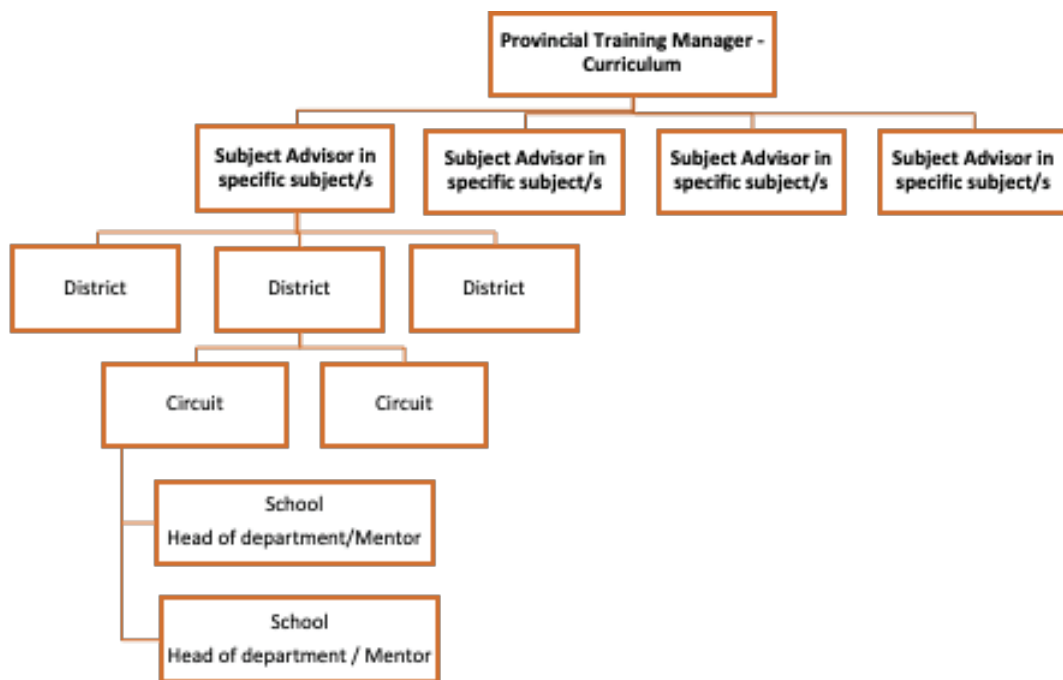 Provincial Training Manager -
Curriculum
Subject Advisor in
specific subject/s
Subject Advisor in
specific subject/s
Subject Advisor in
specific subject/s
Subject Advisor in
specific subject/s
District
District
District
Circuit
Circuit
School
Head of department/Mentor
School
Head of department / Mentor